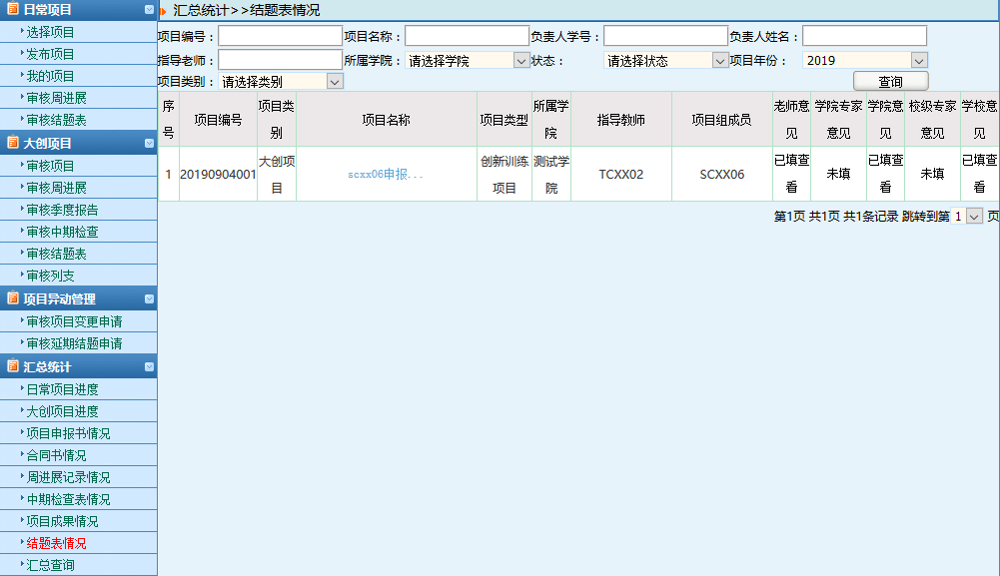 日常项目
选择项目
发布项目
我的项目
审核周进展
审核结题表
大创项目
审核项目
审核周进展
审核季度报告
审核中期检查
审核结题表
审核列支
项目异动管理
审核项目变更申请
审核延期结题申请
汇总统计
日常项目进度
大创项目进度
项目申报书情况
合同书情况
周进展记录情况
中期检查表情况
项目成果情况
结题表情况
汇总查询
汇总统计>>结题表情况
项目编号： 项目名称： 负责人学号： 负责人姓名：
指导老师： 所属学院： 请选择学院 状态： 请选择状态 项目年份： 2019
项目类别： 请选择类别 查询
序号 项目编号 项目类别 项目名称 项目类型 所属学院 指导教师 项目组成员 老师意见 学院专家意见 学院意见 校级专家意见 学校意见
1 20190904001 大创项目 scxx06申报... 创新训练项目 测试学院 TCXX02 SCXX06 已填查看 未填 已填查看 未填 已填查看
第1页 共1页 共1条记录 跳转到第 1 页